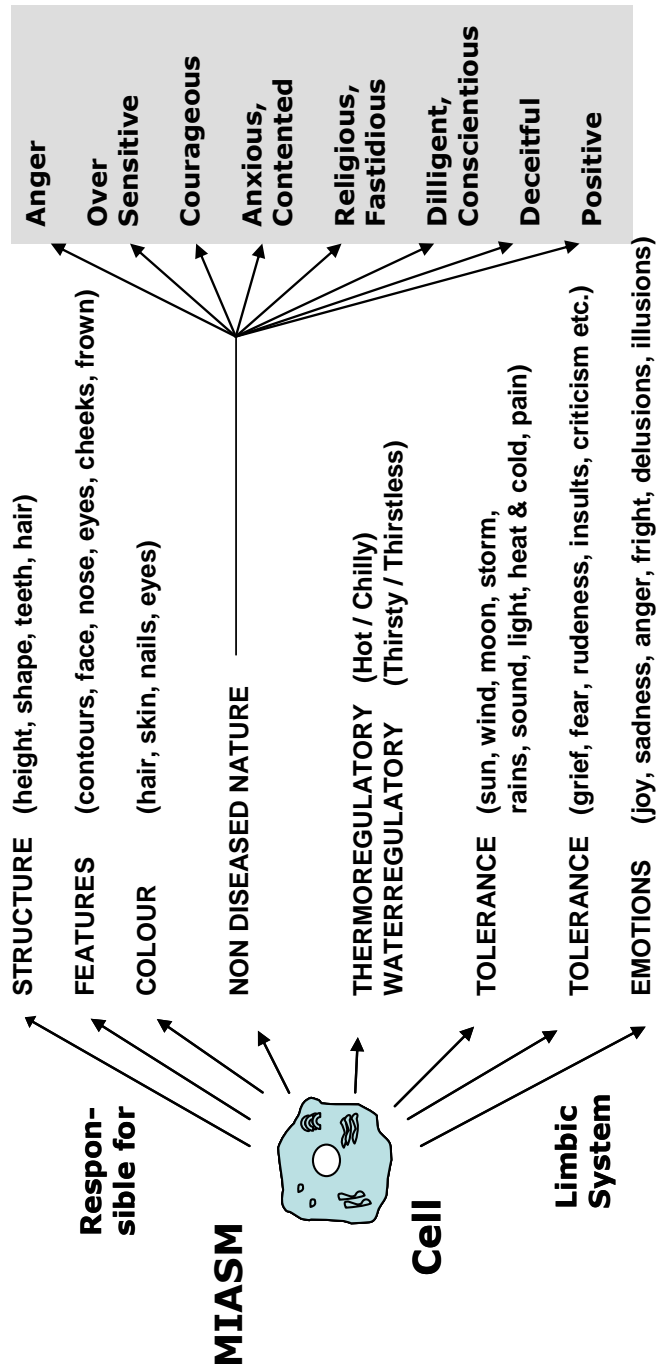 MIASM
Respon-
sible for
Cell
Limbic
System
STRUCTURE (height, shape, teeth, hair)
FEATURES (contours, face, nose, eyes, cheeks, frown)
COLOUR (hair, skin, nails, eyes)
NON DISEASED NATURE
THERMOREGULATORY (Hot / Chilly)
WATERREGULATORY (Thirsty / Thirstless)
TOLERANCE (sun, wind, moon, storm,
rains, sound, light, heat & cold, pain)
TOLERANCE (grief, fear, rudeness, insults, criticism etc.)
EMOTIONS (joy, sadness, anger, fright, delusions, illusions)
Anger
Over
Sensitive
Courageous
Anxious,
Contented
Religious,
Fastidious
Dilligent,
Conscientious
Deceitful
Positive